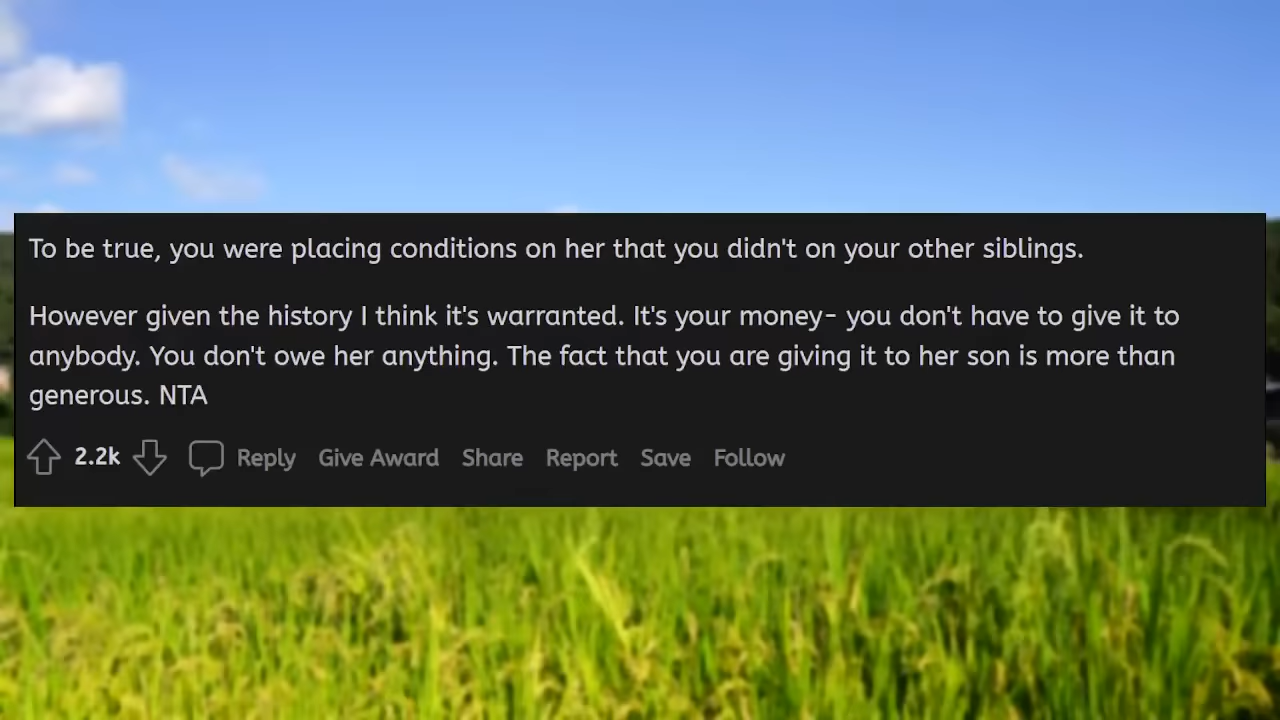 To be true, you were placing conditions on her that you didn't on your other siblings.
However given the history I think it's warranted. It's your money- you don't have to give it to
anybody. You don't owe her anything. The fact that you are giving it to her son is more than
generous. NTA
2.2k Reply Give Award Share Report Save Follow